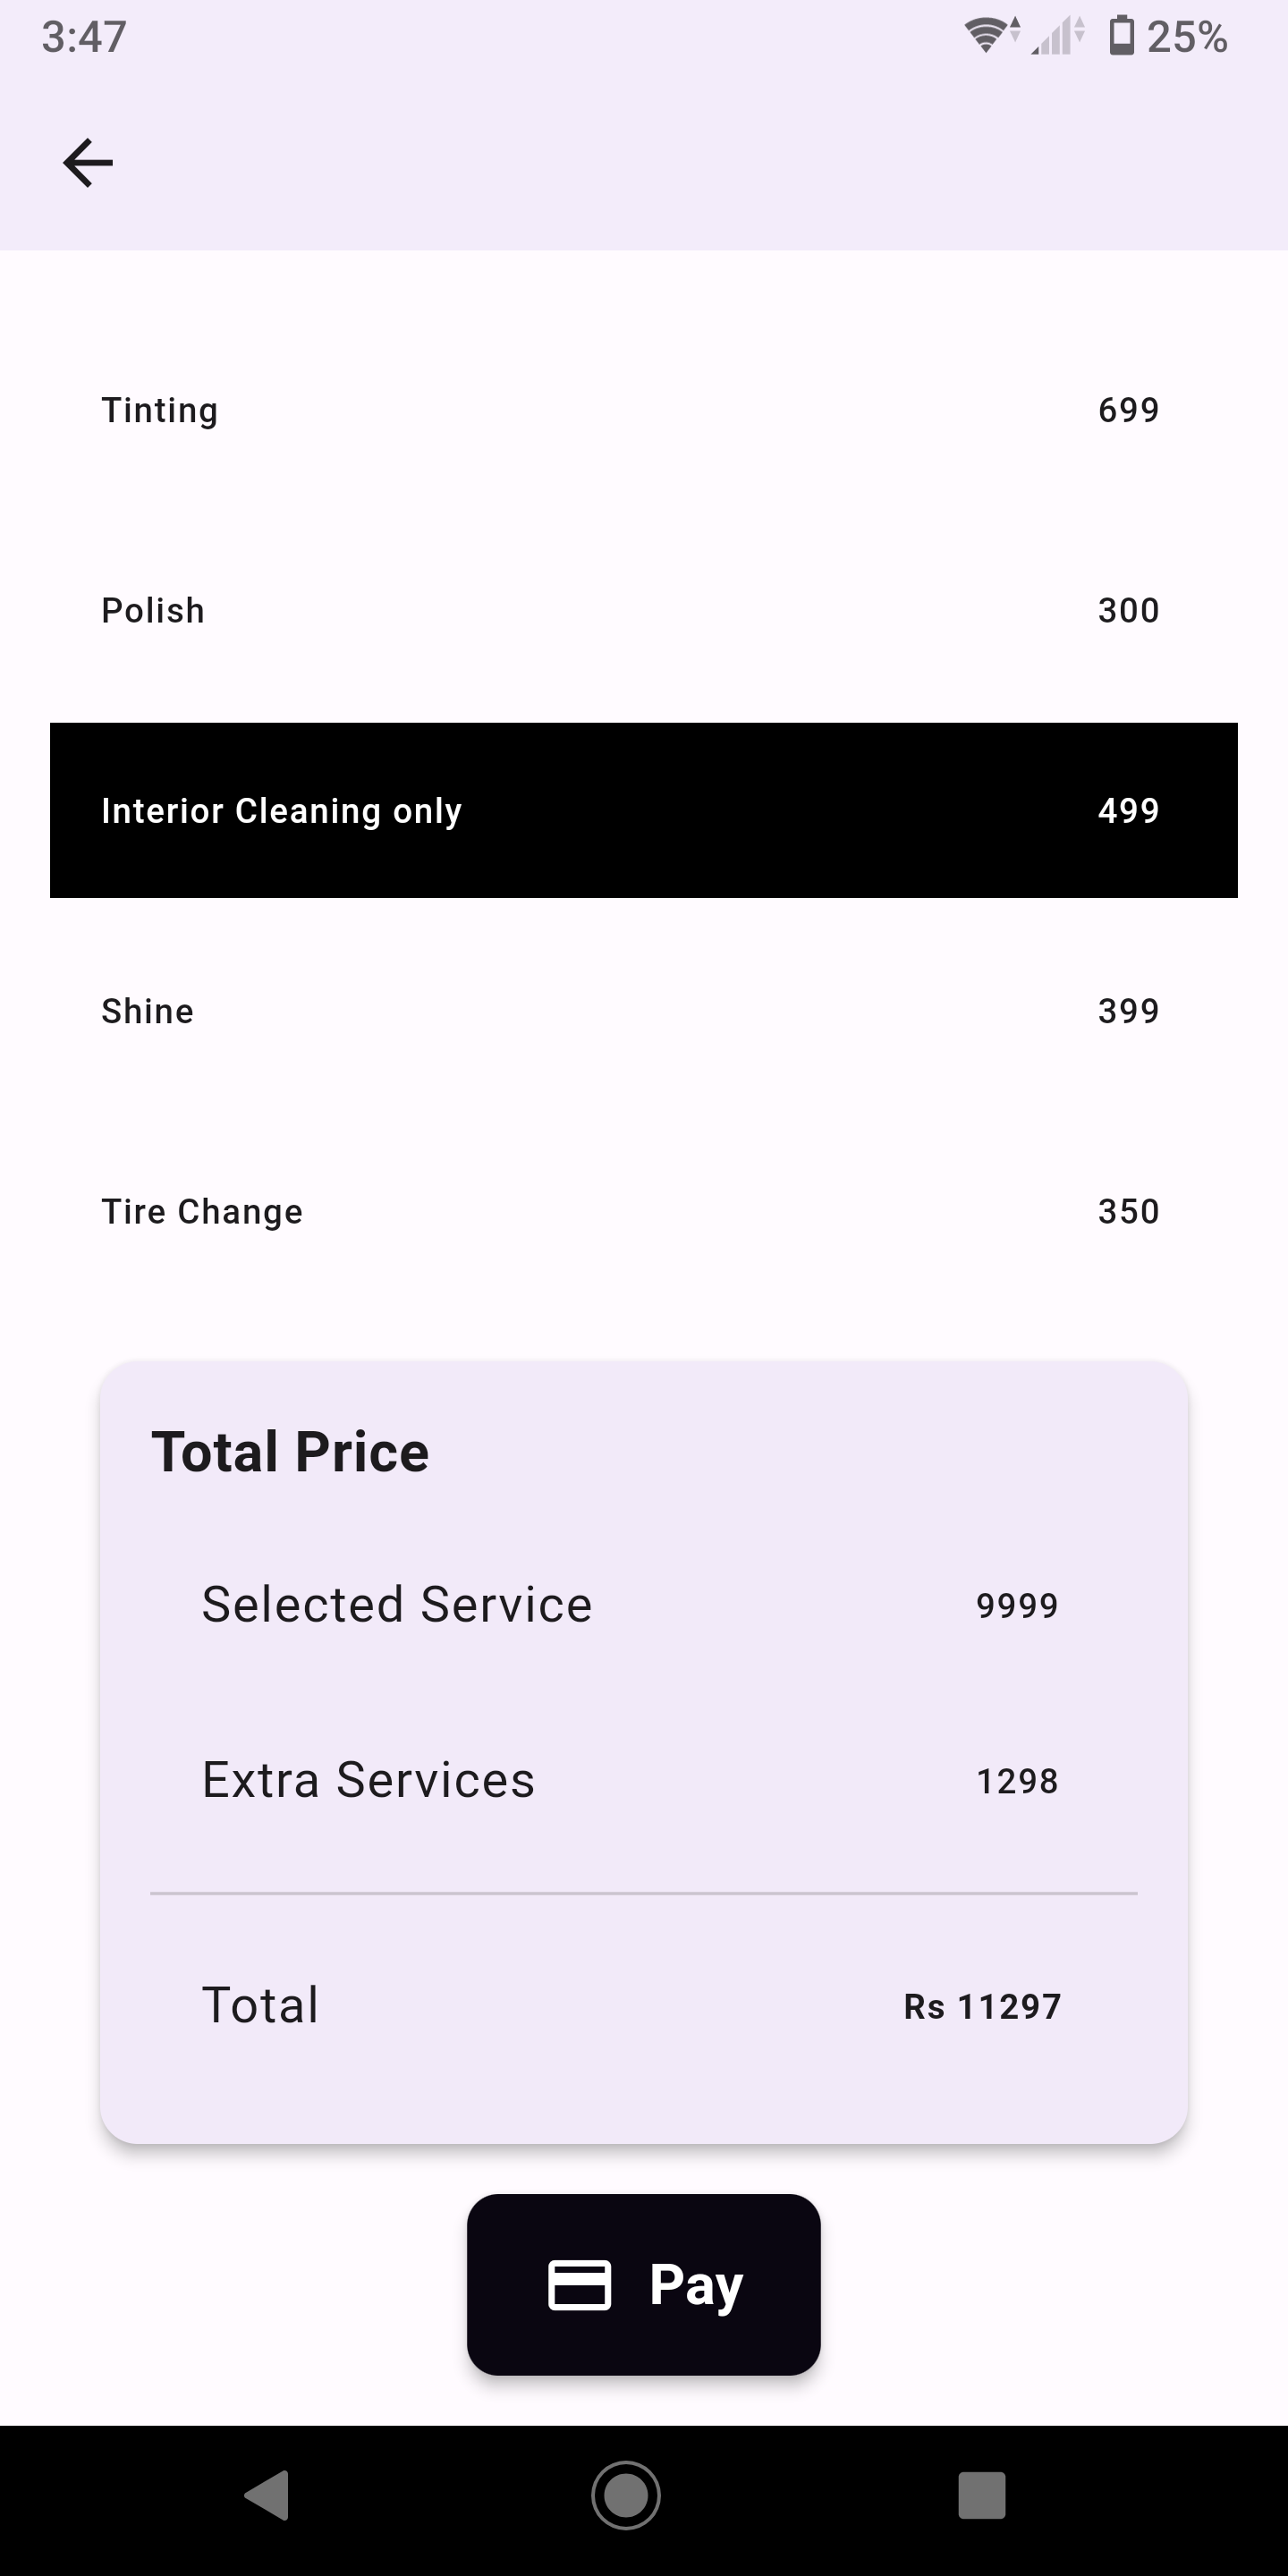 3:47 25%
Tinting 699
Polish 300
Interior Cleaning only 499
Shine 399
Tire Change 350
Total Price
Selected Service 9999
Extra Services 1298
Total Rs 11297
Pay